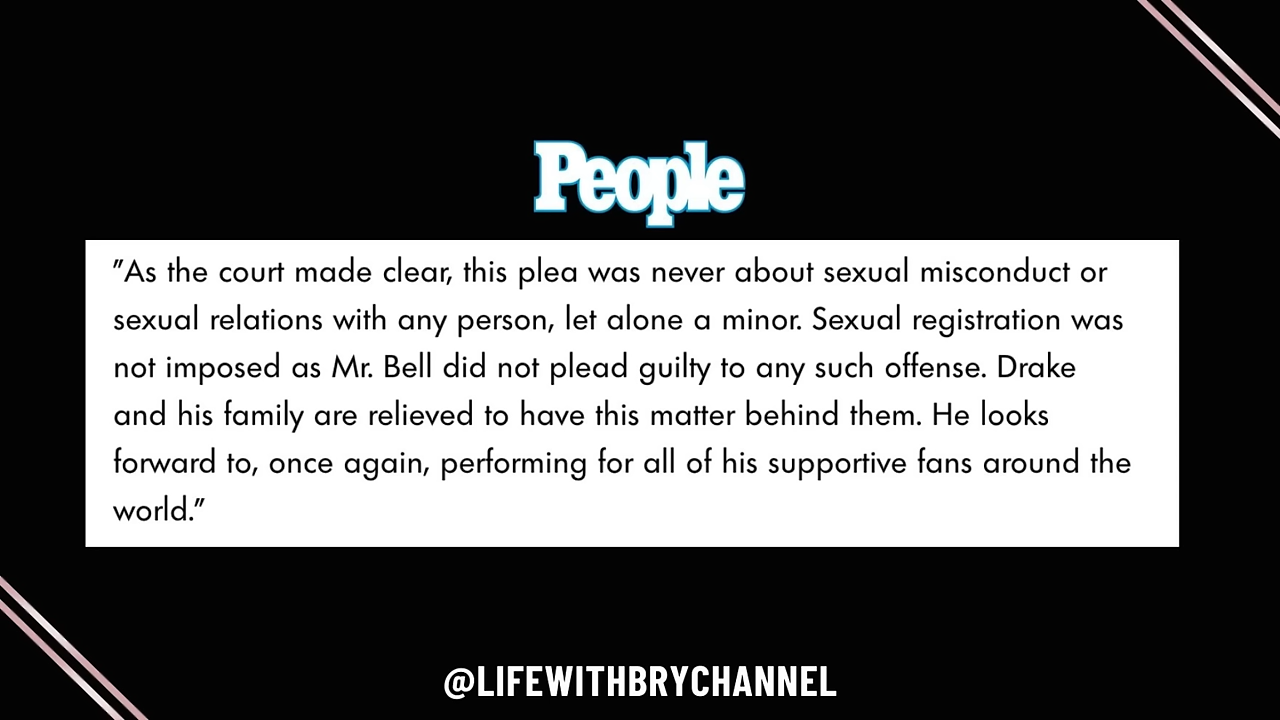 People
"As the court made clear, this plea was never about sexual misconduct or
sexual relations with any person, let alone a minor. Sexual registration was
not imposed as Mr. Bell did not plead guilty to any such offense. Drake
and his family are relieved to have this matter behind them. He looks
forward to, once again, performing for all of his supportive fans around the
world."
@LIFEWITHBRYCHANNEL